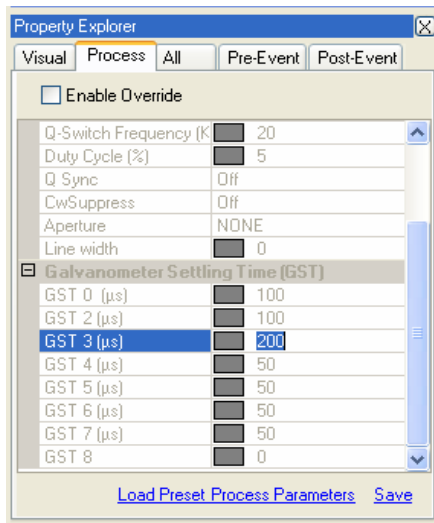 Property Explorer X
Visual Process All Pre-Event Post-Event
Enable Override
Q-Switch Frequency (K 20
Duty Cycle (%) 5
Q Sync Off
CwSuppress Off
Aperture NONE
Line width 0
Galvanometer Settling Time (GST)
GST 0 (µs) 100
GST 2 (µs) 100
GST 3 (µs) 200
GST 4 (µs) 50
GST 5 (µs) 50
GST 6 (µs) 50
GST 7 (µs) 50
GST 8 0
Load Preset Process Parameters Save